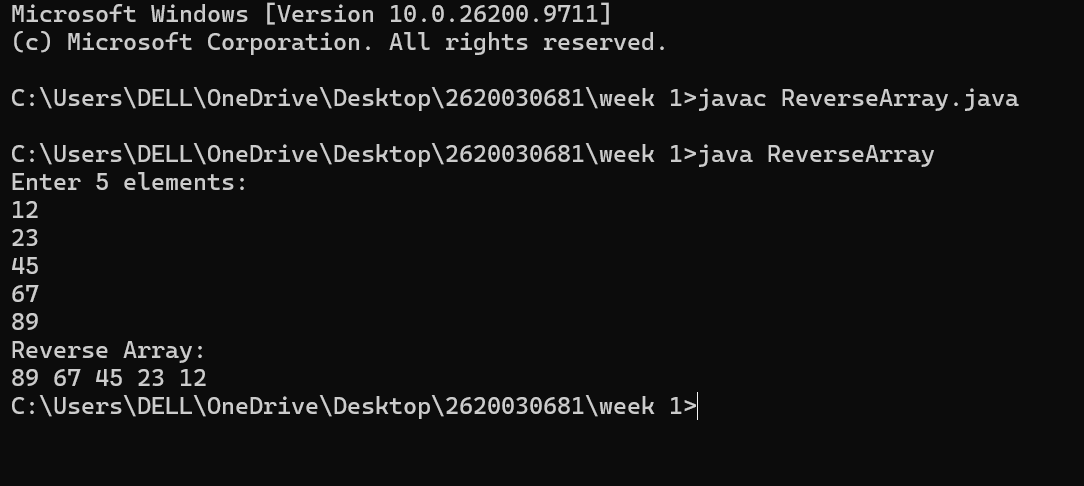 Microsoft Windows [Version 10.0.26200.9711]
(c) Microsoft Corporation. All rights reserved.
C:\Users\DELL\OneDrive\Desktop\2620030681\week 1>javac ReverseArray.java
C:\Users\DELL\OneDrive\Desktop\2620030681\week 1>java ReverseArray
Enter 5 elements:
12
23
45
67
89
Reverse Array:
89 67 45 23 12
C:\Users\DELL\OneDrive\Desktop\2620030681\week 1>